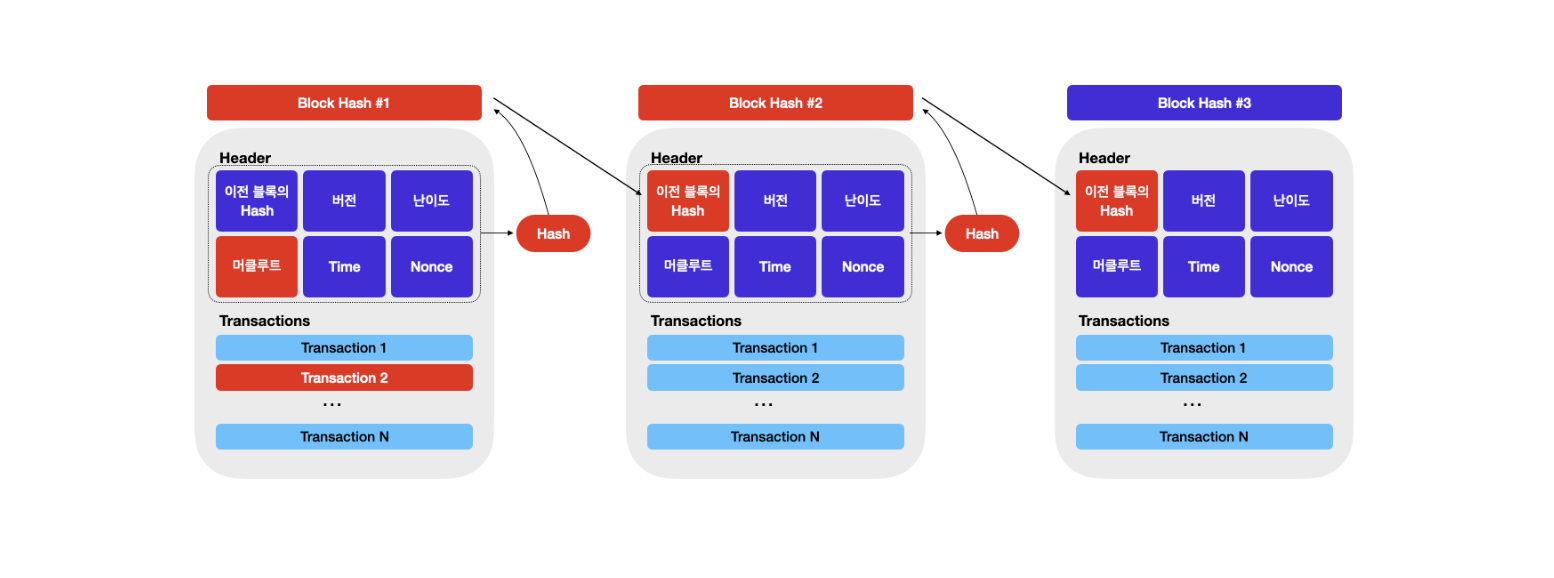 Block Hash #1
Header
이전 블록의
Hash
버전
난이도
머클루트
Time
Nonce
Transactions
Transaction 1
Transaction 2
...
Transaction N
Hash
Block Hash #2
Header
이전 블록의
Hash
버전
난이도
머클루트
Time
Nonce
Transactions
Transaction 1
Transaction 2
...
Transaction N
Hash
Block Hash #3
Header
이전 블록의
Hash
버전
난이도
머클루트
Time
Nonce
Transactions
Transaction 1
Transaction 2
...
Transaction N